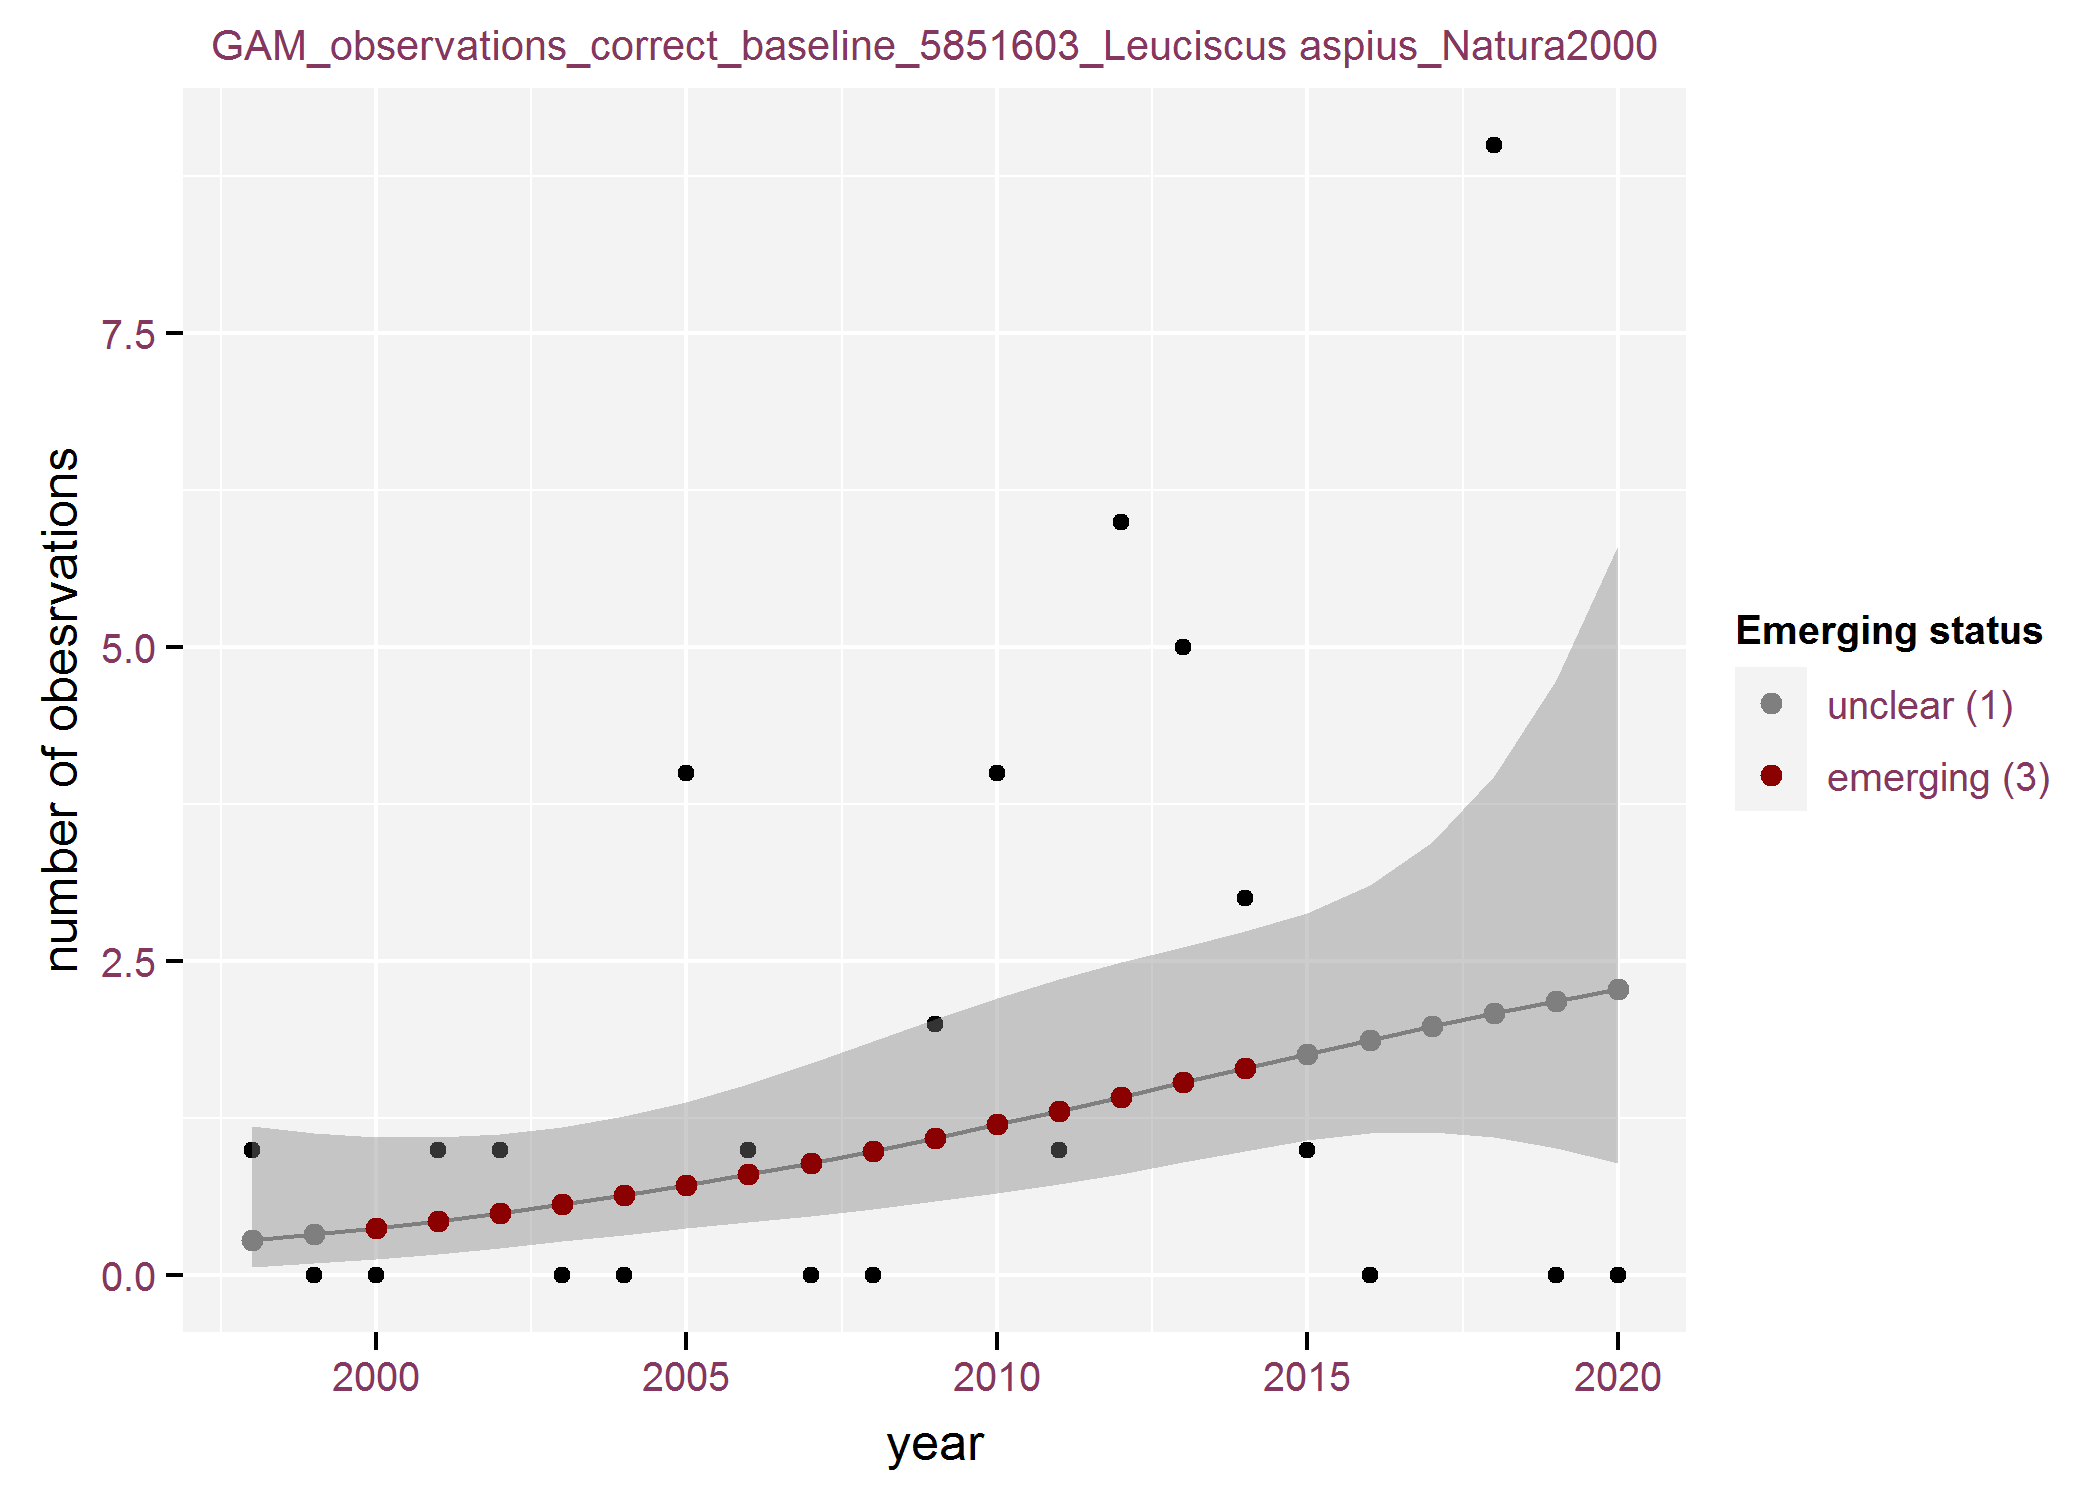 GAM_observations_correct_baseline_5851603_Leuciscus aspius_Natura2000
number of obesrvations
7.5
5.0
2.5
0.0
2000 2005 2010 2015 2020
year
Emerging status
unclear (1)
emerging (3)